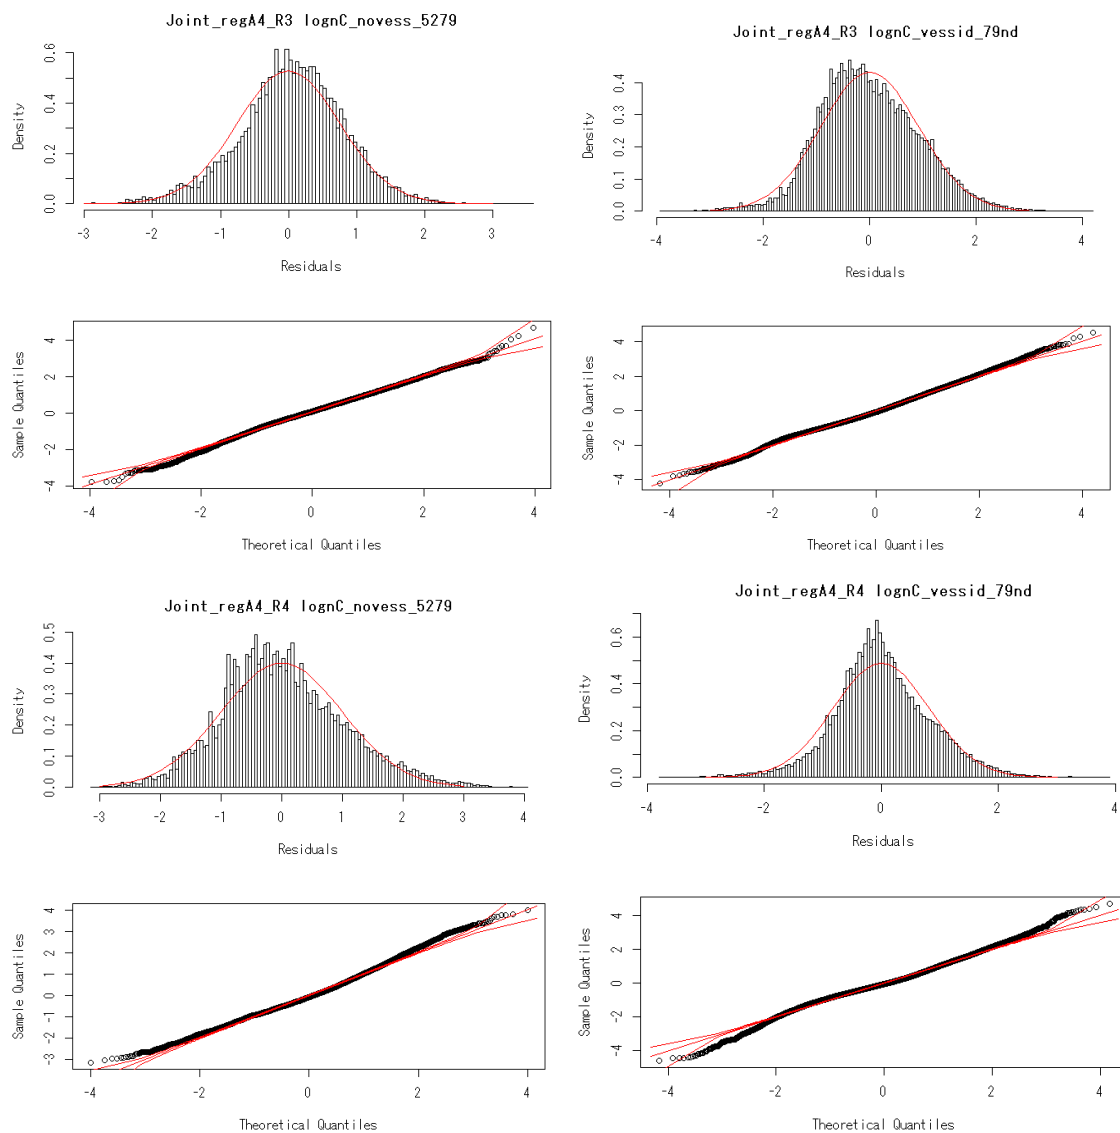 Joint_regA4_R3 lognC_novess_5279
Density
0.0 0.2 0.4 0.6
-3 -2 -1 0 1 2 3
Residuals
Sample Quantiles
-4 -2 0 2 4
-4 -2 0 2 4
Theoretical Quantiles
Joint_regA4_R3 lognC_vessid_79nd
Density
0.0 0.1 0.2 0.3 0.4
-4 -2 0 2 4
Residuals
Sample Quantiles
-4 -2 0 2 4
-4 -2 0 2 4
Theoretical Quantiles
Joint_regA4_R4 lognC_novess_5279
Density
0.0 0.1 0.2 0.3 0.4 0.5
-3 -2 -1 0 1 2 3 4
Residuals
Sample Quantiles
-3 -2 -1 0 1 2 3 4
-4 -2 0 2 4
Theoretical Quantiles
Joint_regA4_R4 lognC_vessid_79nd
Density
0.0 0.2 0.4 0.6
-4 -2 0 2 4
Residuals
Sample Quantiles
-4 -2 0 2 4
-4 -2 0 2 4
Theoretical Quantiles